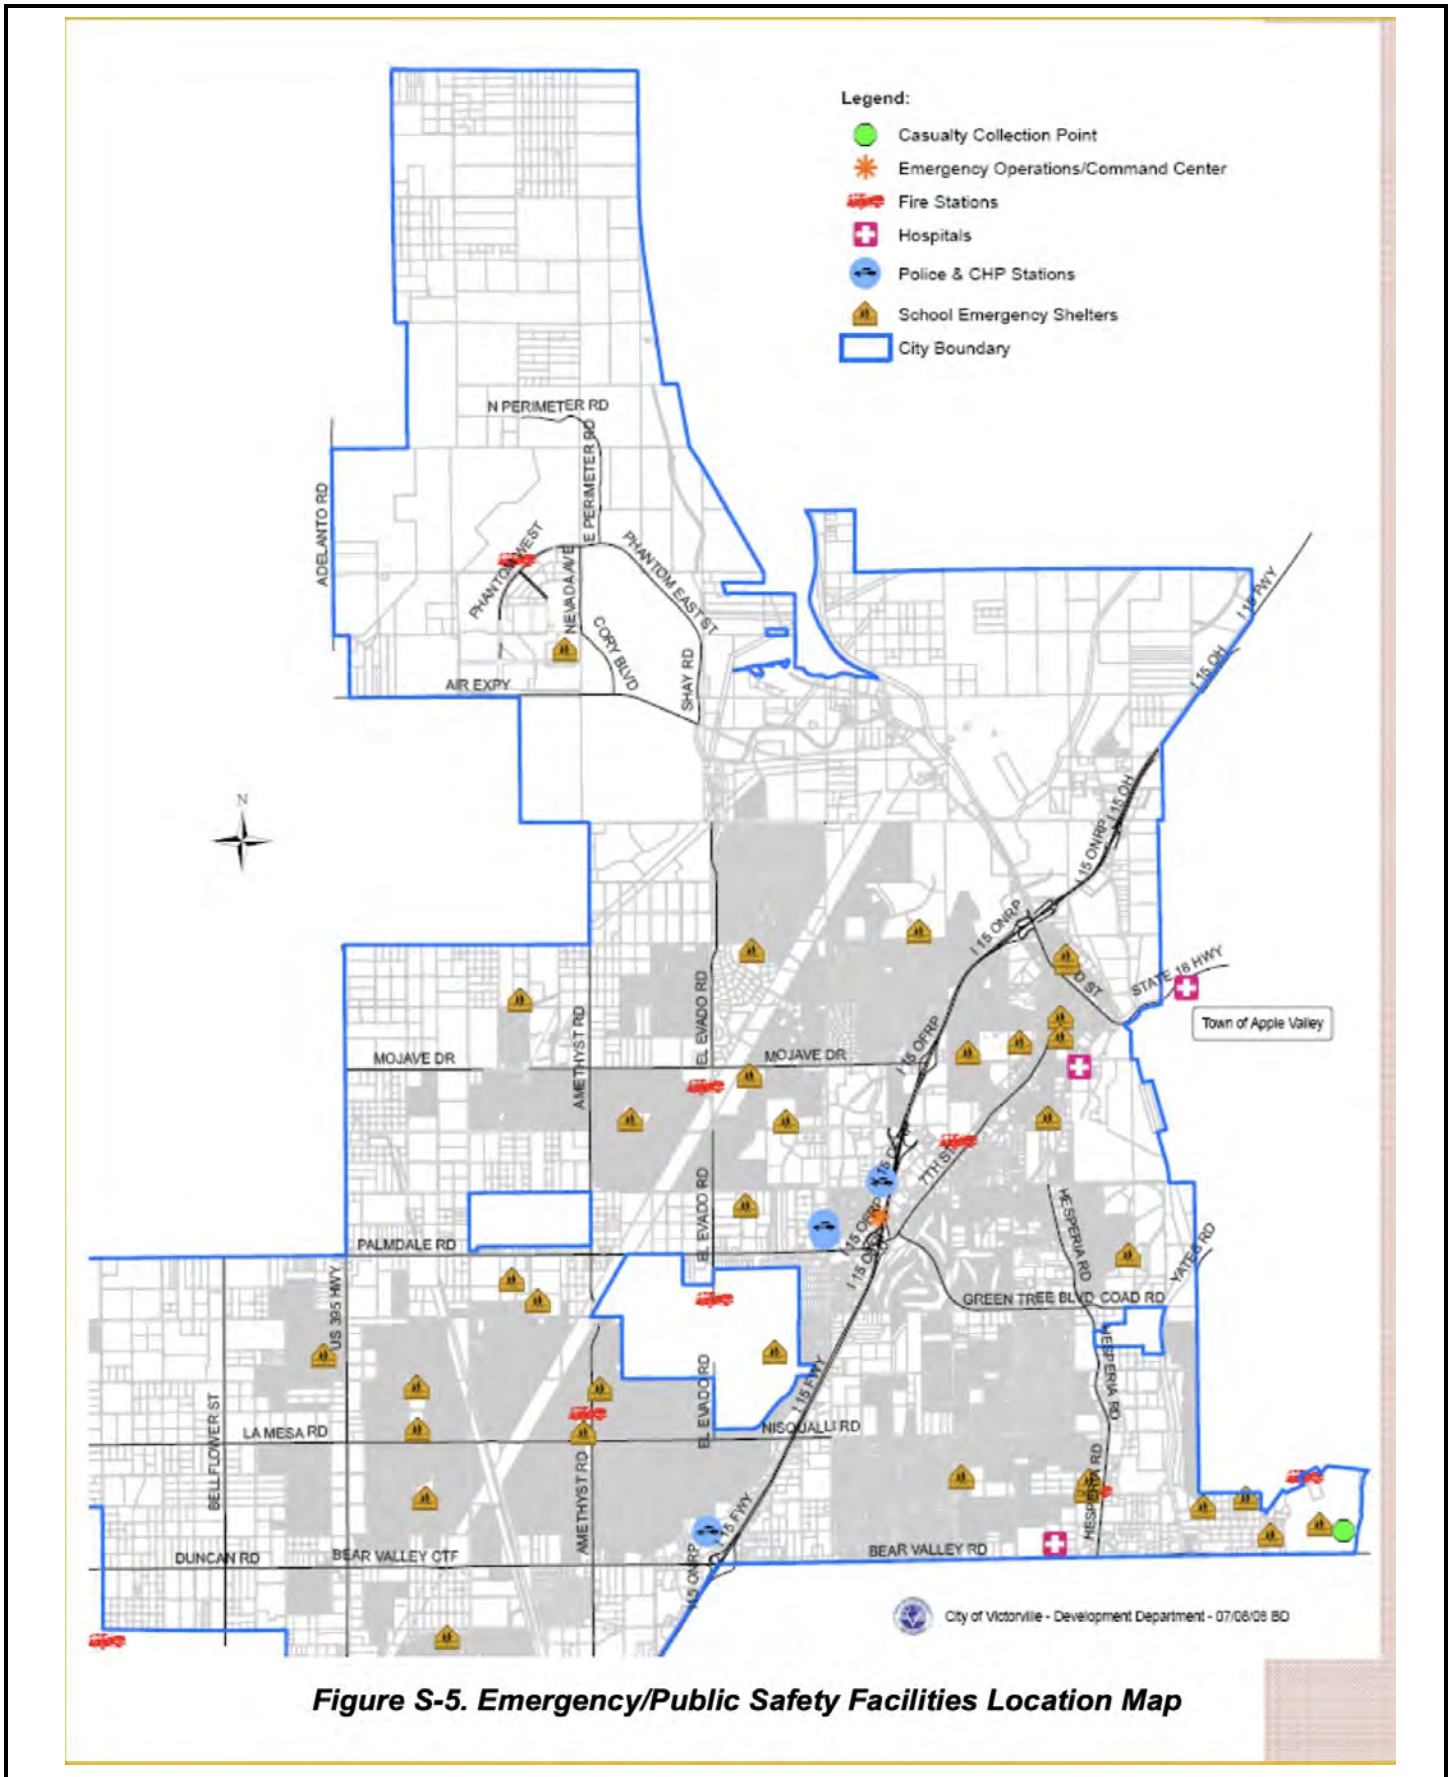 Legend:
Casualty Collection Point
Emergency Operations/Command Center
Fire Stations
Hospitals
Police & CHP Stations
School Emergency Shelters
City Boundary
N PERIMETER RD
E PERIMETER RD
ADELANTO RD
PHANTOM WEST
NEVADA AVE
PHANTOM EAST ST
CORY BLVD
SHAY RD
AIR EXPY
I 15 FWY
I 15 OH
N
I 15 OH
I 15 ONRP
I 15 ONRP
D ST
STATE 18 HWY
Town of Apple Valley
EL EVADO RD
AMETHYST RD
MOJAVE DR
MOJAVE DR
I 15 OFRP
7TH ST
EL EVADO RD
I 15 OFRP
HESPERIA RD
YATES RD
PALMDALE RD
US 395 HWY
GREEN TREE BLVD
COAD RD
HESPERIA RD
BELLFLOWER ST
EL EVADO RD
I 15 FWY
LA MESA RD
NISQUALLI RD
AMETHYST RD
HESPERIA RD
I 15 FWY
DUNCAN RD
BEAR VALLEY CTF
BEAR VALLEY RD
I 15 ONRP
City of Victorville - Development Department - 07/08/08 BD
Figure S-5. Emergency/Public Safety Facilities Location Map